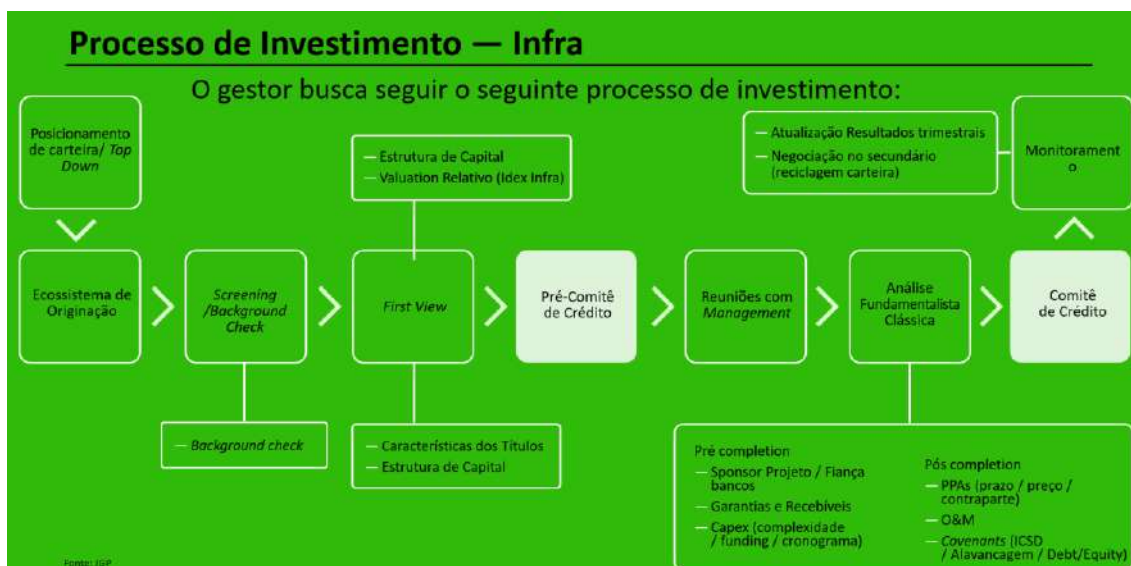 Processo de Investimento — Infra
O gestor busca seguir o seguinte processo de investimento:
Posicionamento
de carteira/ Top
Down
— Estrutura de Capital
— Valuation Relativo (Idex Infra)
— Atualização Resultados trimestrais
— Negociação no secundário
(reciclagem carteira)
Monitorament
o
Ecossistema de
Originação
Screening
/Background
Check
First View
Pré-Comitê
de Crédito
Reuniões com
Management
Análise
Fundamentalista
Clássica
Comitê
de Crédito
— Background check
— Características dos Títulos
— Estrutura de Capital
Pré completion
— Sponsor Projeto / Fiança
bancos
— Garantias e Recebíveis
— Capex (complexidade
/ funding / cronograma)
Pós completion
— PPAs (prazo / preço /
contraparte)
— O&M
— Covenants (ICSD
/ Alavancagem / Debt/Equity)
Fonte: JGP